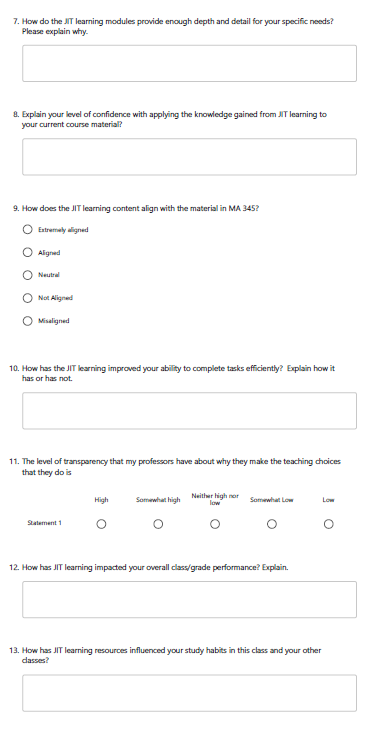 7. How do the JIT learning modules provide enough depth and detail for your specific needs?
Please explain why.
8. Explain your level of confidence with applying the knowledge gained from JIT learning to
your current course material?
9. How does the JIT learning content align with the material in MA 345?
Extremely aligned
Aligned
Neutral
Not Aligned
Misaligned
10. How has the JIT learning improved your ability to complete tasks efficiently? Explain how it
has or has not.
11. The level of transparency that my professors have about why they make the teaching choices
that they do is
High Somewhat high Neither high nor low Somewhat Low Low
Statement 1
12. How has JIT learning impacted your overall class/grade performance? Explain.
13. How has JIT learning resources influenced your study habits in this class and your other
classes?